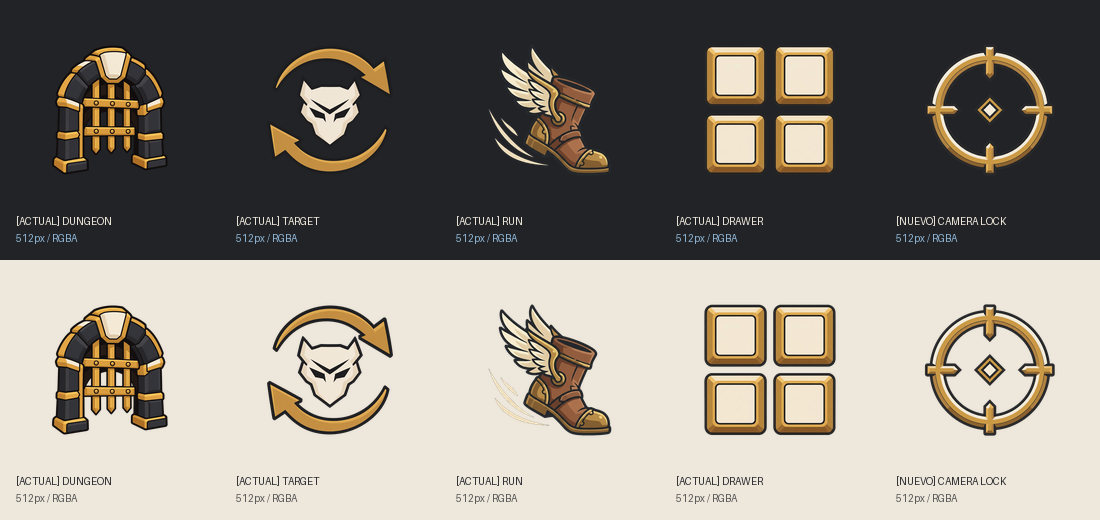 [ACTUAL] DUNGEON
512px / RGBA
[ACTUAL] TARGET
512px / RGBA
[ACTUAL] RUN
512px / RGBA
[ACTUAL] DRAWER
512px / RGBA
[NUEVO] CAMERA LOCK
512px / RGBA
[ACTUAL] DUNGEON
512px / RGBA
[ACTUAL] TARGET
512px / RGBA
[ACTUAL] RUN
512px / RGBA
[ACTUAL] DRAWER
512px / RGBA
[NUEVO] CAMERA LOCK
512px / RGBA